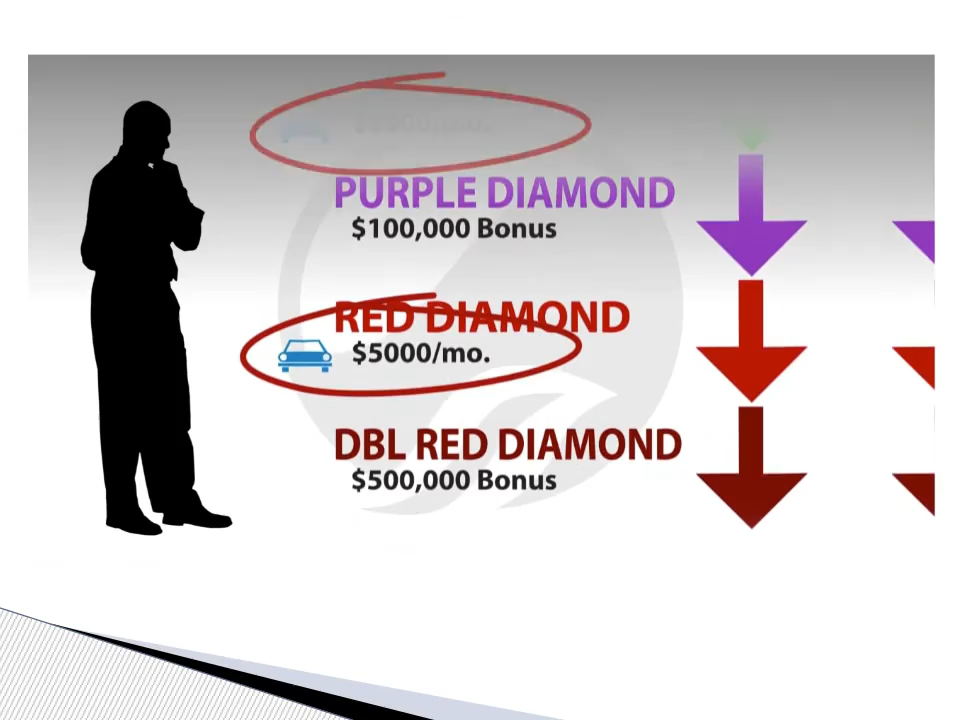 PURPLE DIAMOND
$100,000 Bonus
RED DIAMOND
$5000/mo.
DBL RED DIAMOND
$500,000 Bonus